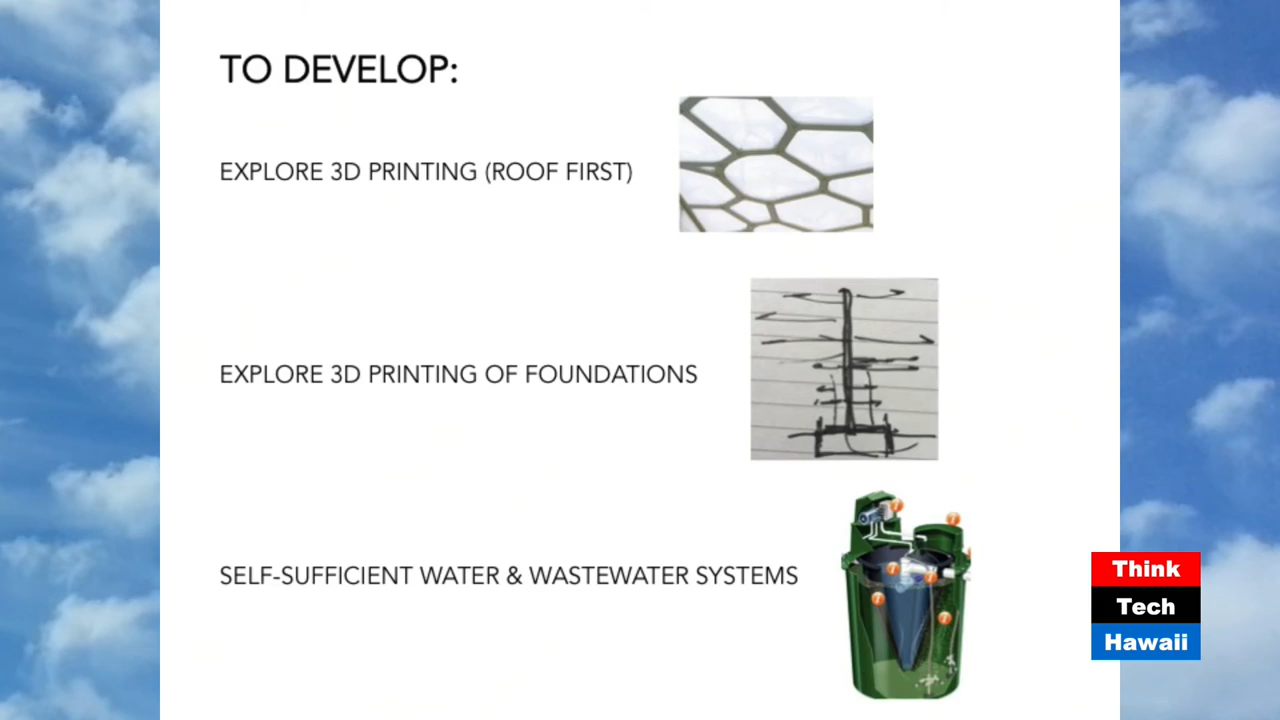 TO DEVELOP:
EXPLORE 3D PRINTING (ROOF FIRST)
EXPLORE 3D PRINTING OF FOUNDATIONS
SELF-SUFFICIENT WATER & WASTEWATER SYSTEMS
Think
Tech
Hawaii